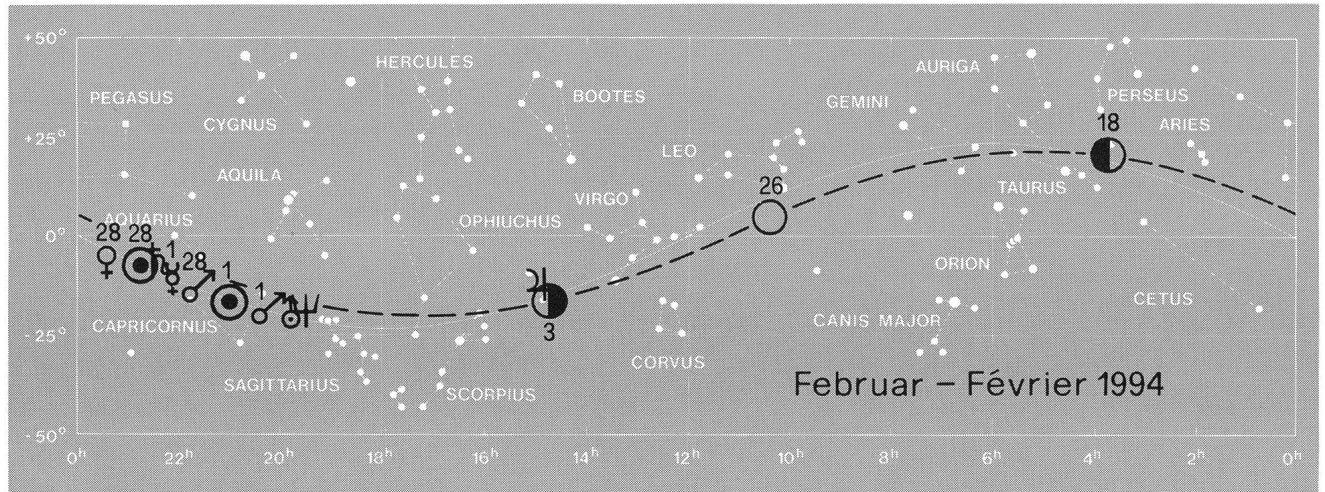 +50°
+25°
0°
-25°
-50°
0h 22h 20h 18h 16h 14h 12h 10h 8h 6h 4h 2h 0h
PEGASUS
CYGNUS
HERCULES
BOOTES
AURIGA
GEMINI
PERSEUS
18
ARIES
LEO
AQUILA
26
TAURUS
VIRGO
OPHIUCHUS
AQUARIUS
28 28 1 28 1 1
ORION
CETUS
CAPRICORNUS
3
CANIS MAJOR
CORVUS
SAGITTARIUS
SCORPIUS
Februar – Février 1994